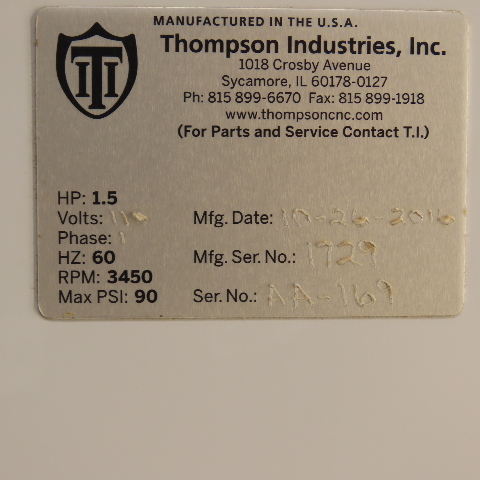 MANUFACTURED IN THE U.S.A.
TI
Thompson Industries, Inc.
1018 Crosby Avenue
Sycamore, IL 60178-0127
Ph: 815 899-6670 Fax: 815 899-1918
www.thompsoncnc.com
(For Parts and Service Contact T.I.)
HP: 1.5
Volts: 110
Mfg. Date: 10-26-2016
Phase: 1
HZ: 60
Mfg. Ser. No.: 1729
RPM: 3450
Max PSI: 90
Ser. No.: AA-169